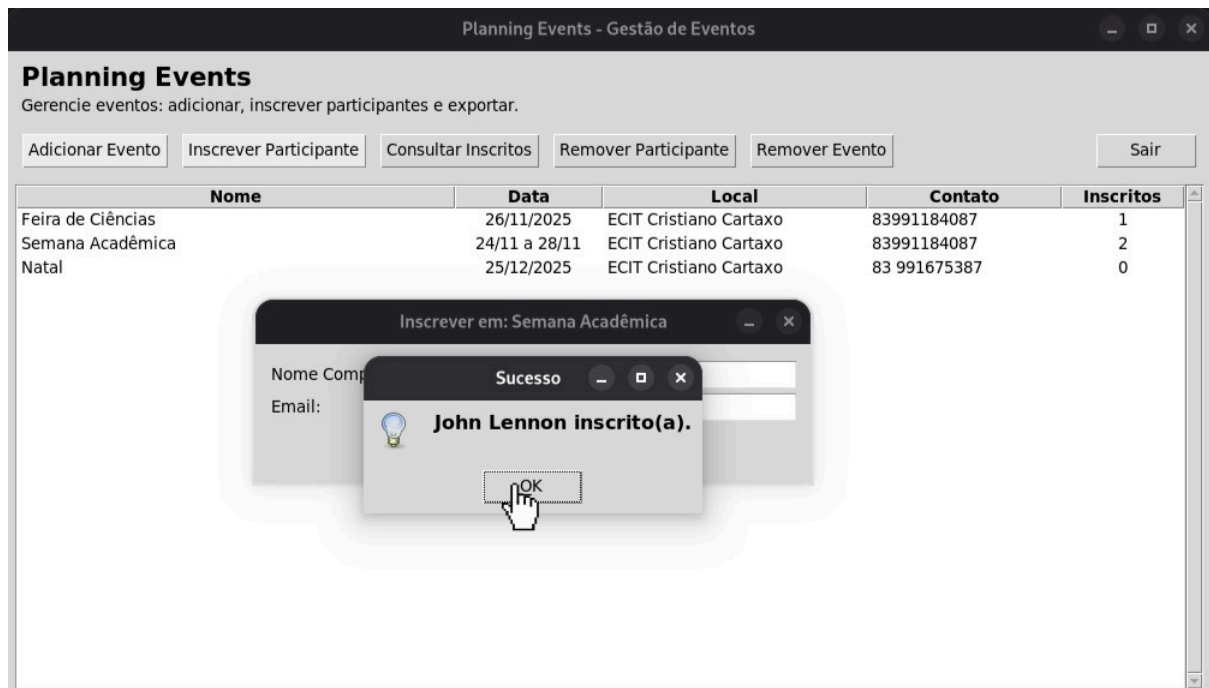 Planning Events - Gestão de Eventos
Planning Events
Gerencie eventos: adicionar, inscrever participantes e exportar.
Adicionar Evento Inscrever Participante Consultar Inscritos Remover Participante Remover Evento Sair
Nome Data Local Contato Inscritos
Feira de Ciências 26/11/2025 ECIT Cristiano Cartaxo 83991184087 1
Semana Acadêmica 24/11 a 28/11 ECIT Cristiano Cartaxo 83991184087 2
Natal 25/12/2025 ECIT Cristiano Cartaxo 83 991675387 0
Inscrever em: Semana Acadêmica
Nome Comp
Sucesso
Email:
John Lennon inscrito(a).
OK